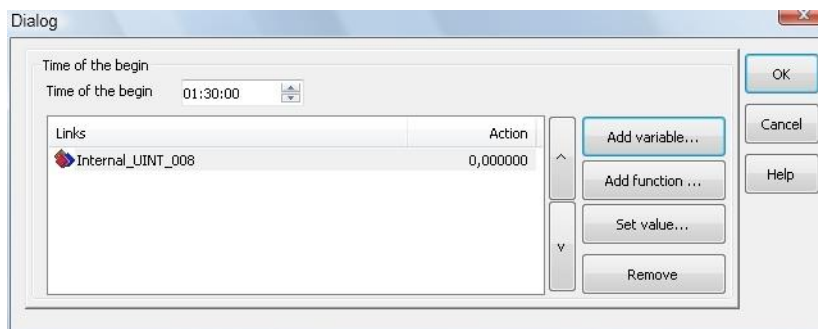 Dialog
Time of the begin
Time of the begin 01:30:00
Links Action
Internal_UINT_008 0,000000
^
v
Add variable...
Add function ...
Set value...
Remove
OK
Cancel
Help